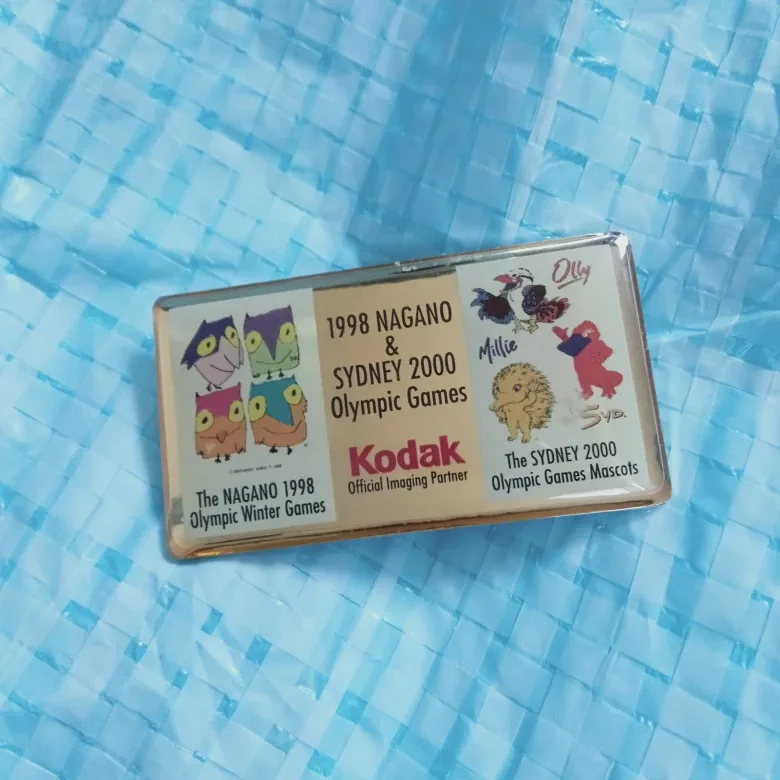 The NAGANO 1998
Olympic Winter Games
1998 NAGANO
&
SYDNEY 2000
Olympic Games
Kodak
Official Imaging Partner
Olly
Millie
SYD.
The SYDNEY 2000
Olympic Games Mascots